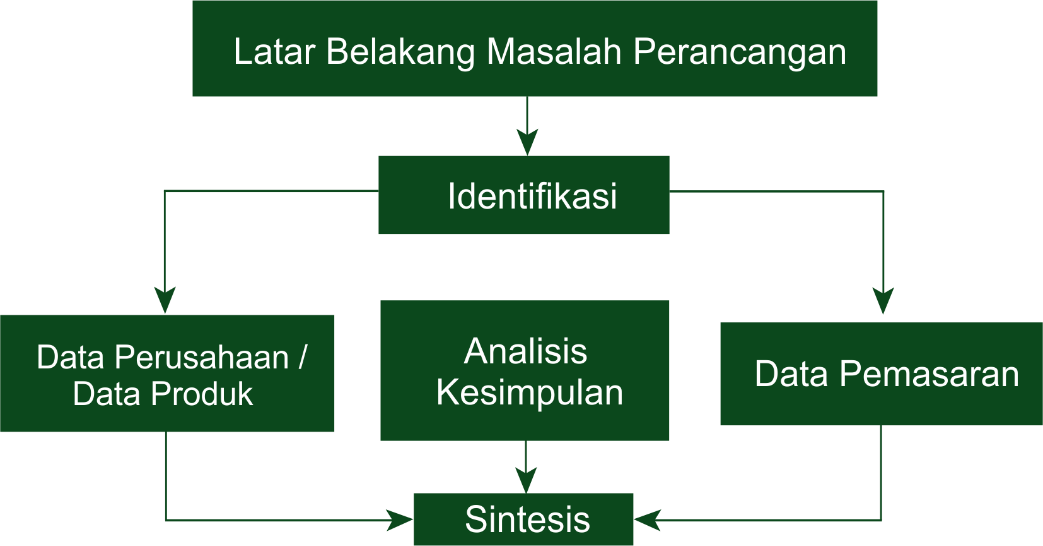 Latar Belakang Masalah Perancangan
Identifikasi
Data Perusahaan /
Data Produk
Analisis
Kesimpulan
Data Pemasaran
Sintesis